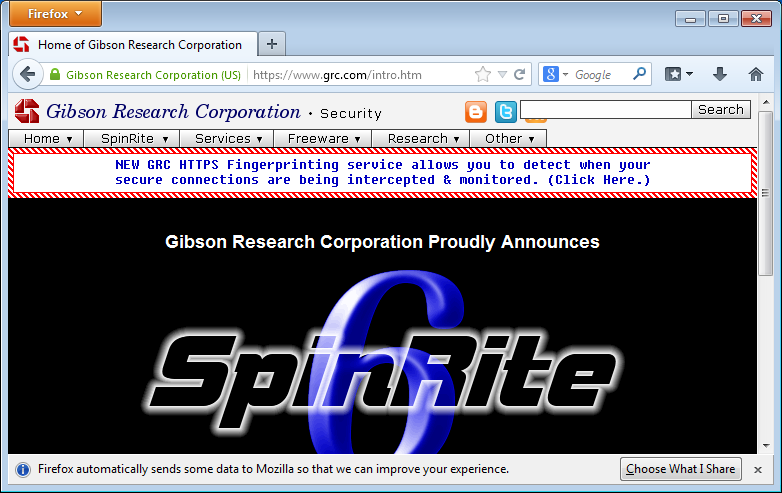 Firefox
Home of Gibson Research Corporation
Gibson Research Corporation (US) https://www.grc.com/intro.htm Google
Gibson Research Corporation · Security Search
Home SpinRite Services Freeware Research Other
NEW GRC HTTPS Fingerprinting service allows you to detect when your
secure connections are being intercepted & monitored. (Click Here.)
Gibson Research Corporation Proudly Announces
6
SpinRite
Firefox automatically sends some data to Mozilla so that we can improve your experience. Choose What I Share